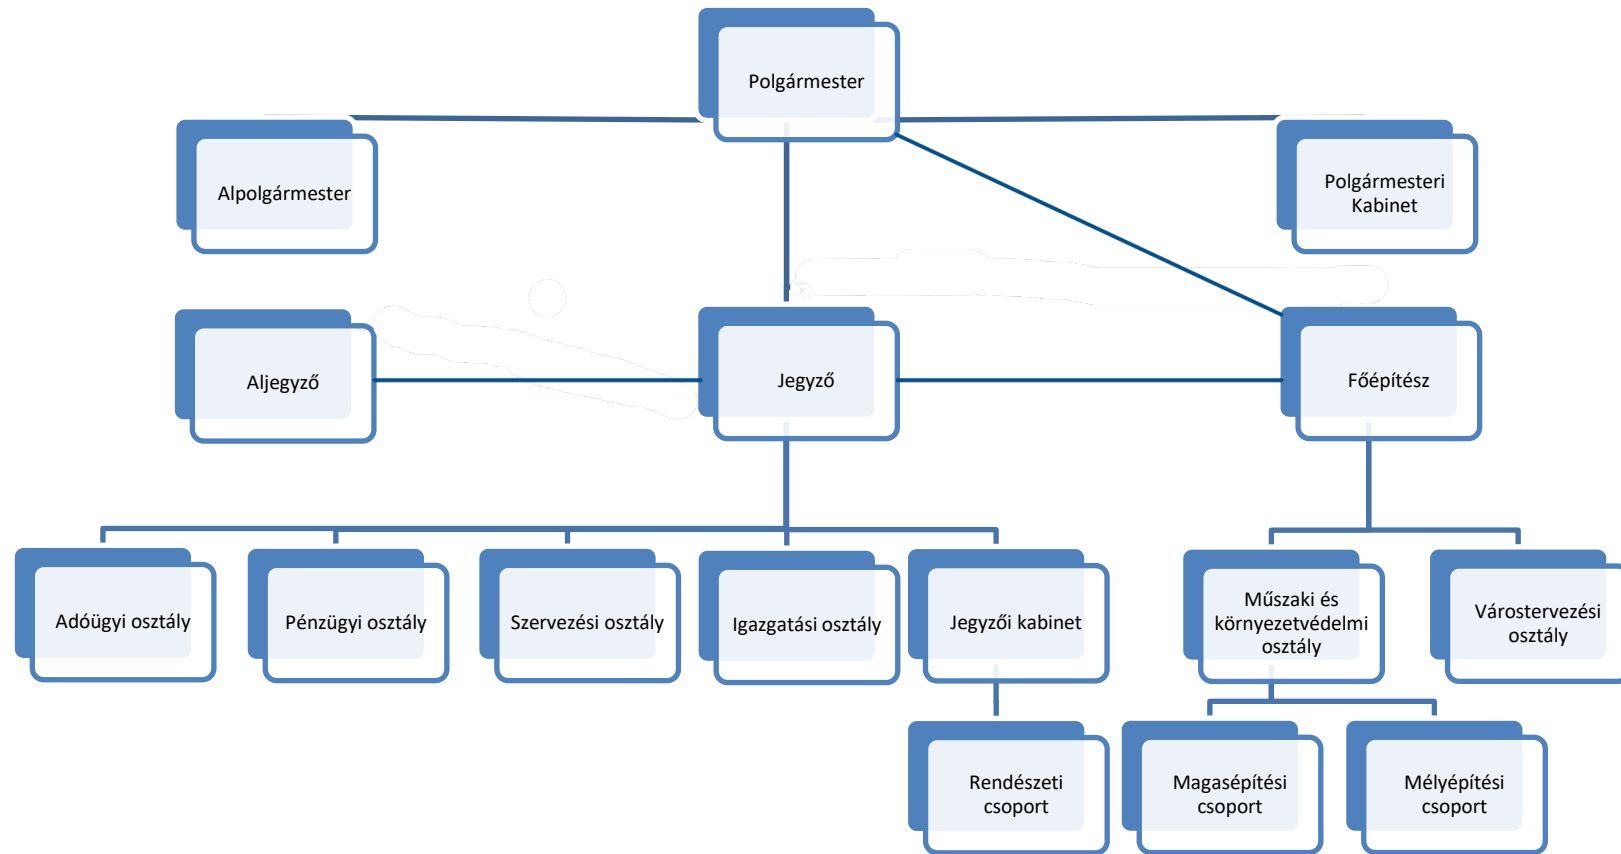 Polgármester
Alpolgármester
Polgármesteri
Kabinet
Aljegyző
Jegyző
Főépítész
Adóügyi osztály
Pénzügyi osztály
Szervezési osztály
Igazgatási osztály
Jegyzői kabinet
Műszaki és
környezetvédelmi
osztály
Várostervezési
osztály
Rendészeti
csoport
Magasépítési
csoport
Mélyépítési
csoport